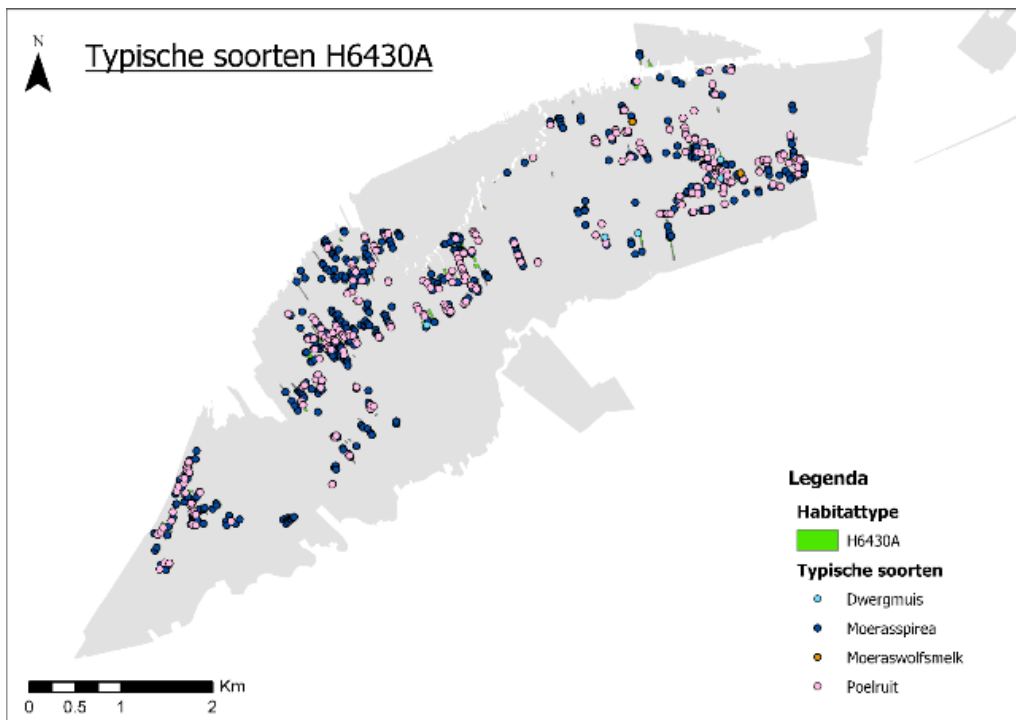 N
Typische soorten H6430A
Legenda
Habitattype
H6430A
Typische soorten
Dwergmuis
Moerasspirea
Moeraswolfsmelk
Poelruit
Km
0 0.5 1 2